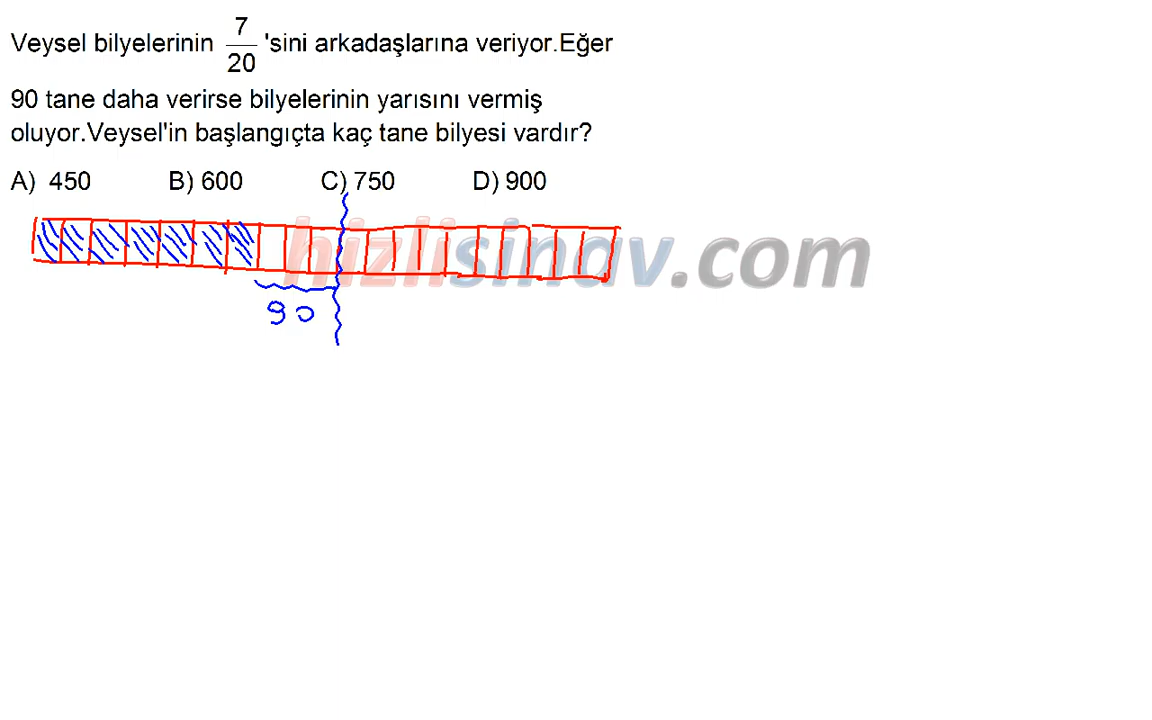 Veysel bilyelerinin 7/20 'sini arkadaşlarına veriyor.Eğer
90 tane daha verirse bilyelerinin yarısını vermiş
oluyor.Veysel'in başlangıçta kaç tane bilyesi vardır?
A) 450 B) 600 C) 750 D) 900
hizlisinav.com
90